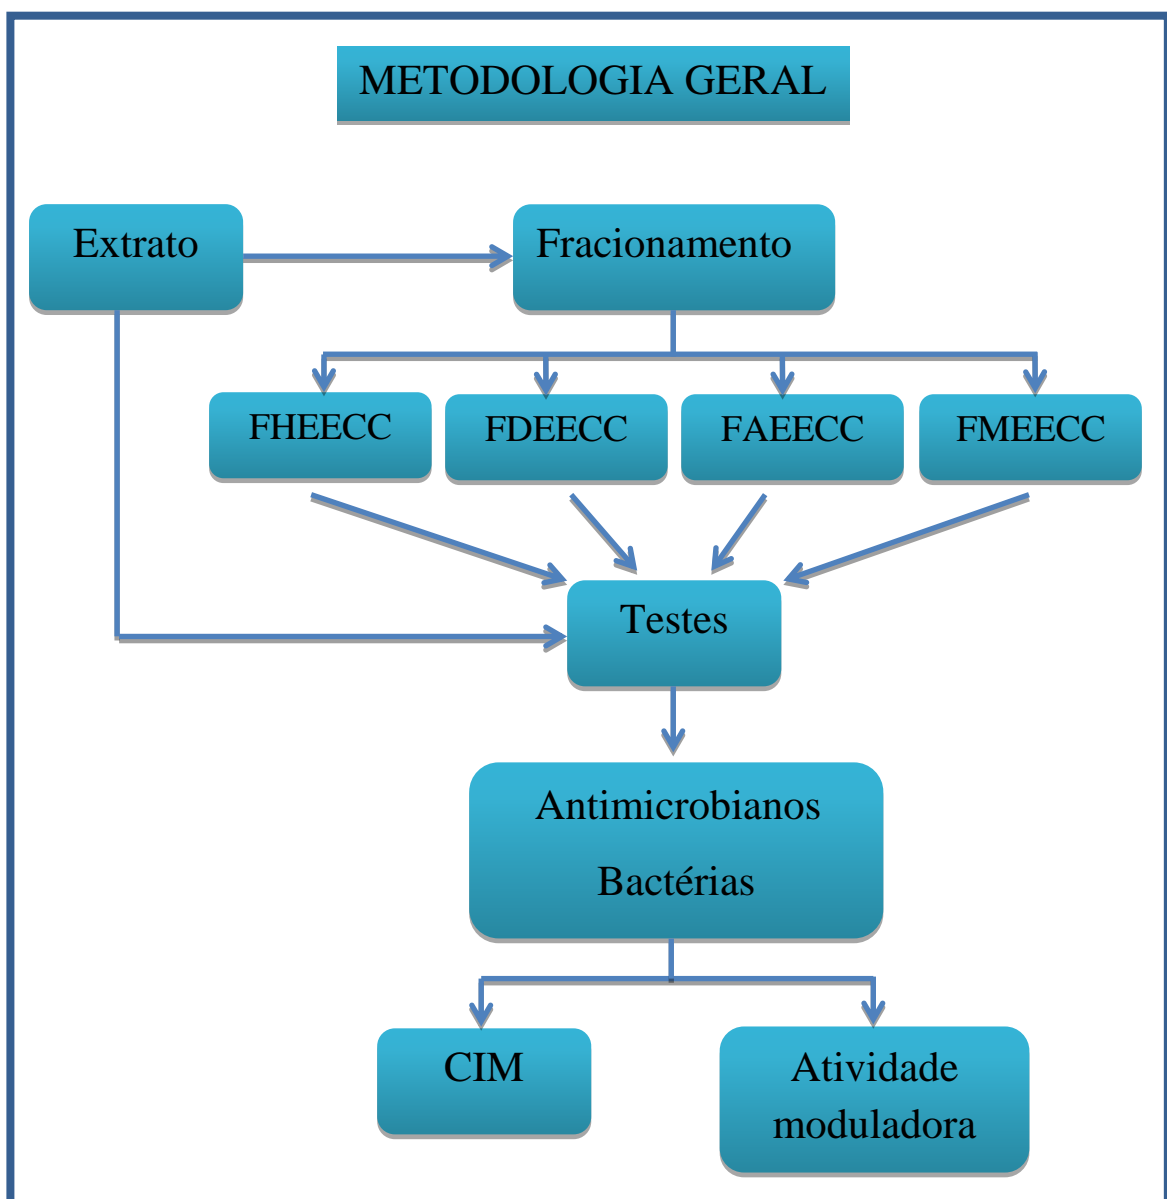 METODOLOGIA GERAL
Extrato
Fracionamento
FHEECC
FDEECC
FAEECC
FMEECC
Testes
Antimicrobianos
Bactérias
CIM
Atividade
moduladora